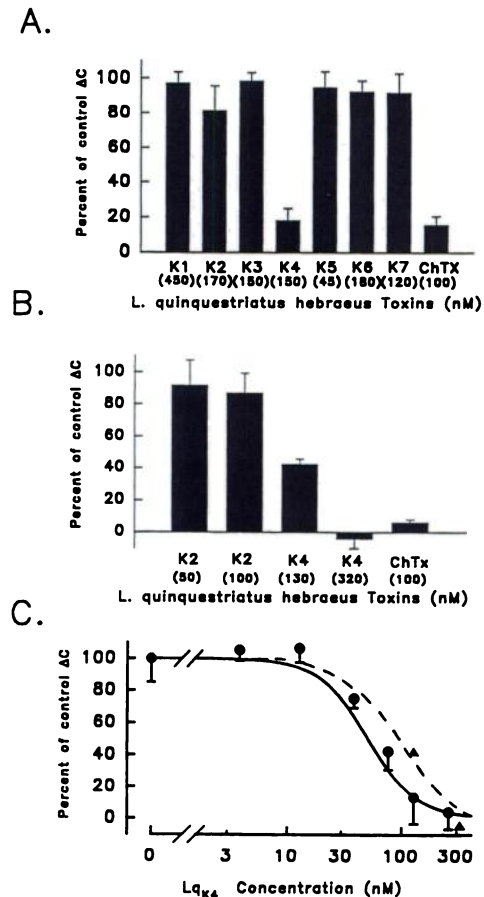 A.
Percent of control ΔC
100
80
60
40
20
0
K1 K2 K3 K4 K5 K6 K7 ChTX
(450) (170) (150) (150) (45) (180) (120) (100)
L. quinquestriatus hebraeus Toxins (nM)
B.
Percent of control ΔC
100
80
60
40
20
0
K2 K2 K4 K4 ChTx
(50) (100) (130) (320) (100)
L. quinquestriatus hebraeus Toxins (nM)
C.
Percent of control ΔC
100
80
60
40
20
0
0 3 10 30 100 300
LqK4 Concentration (nM)